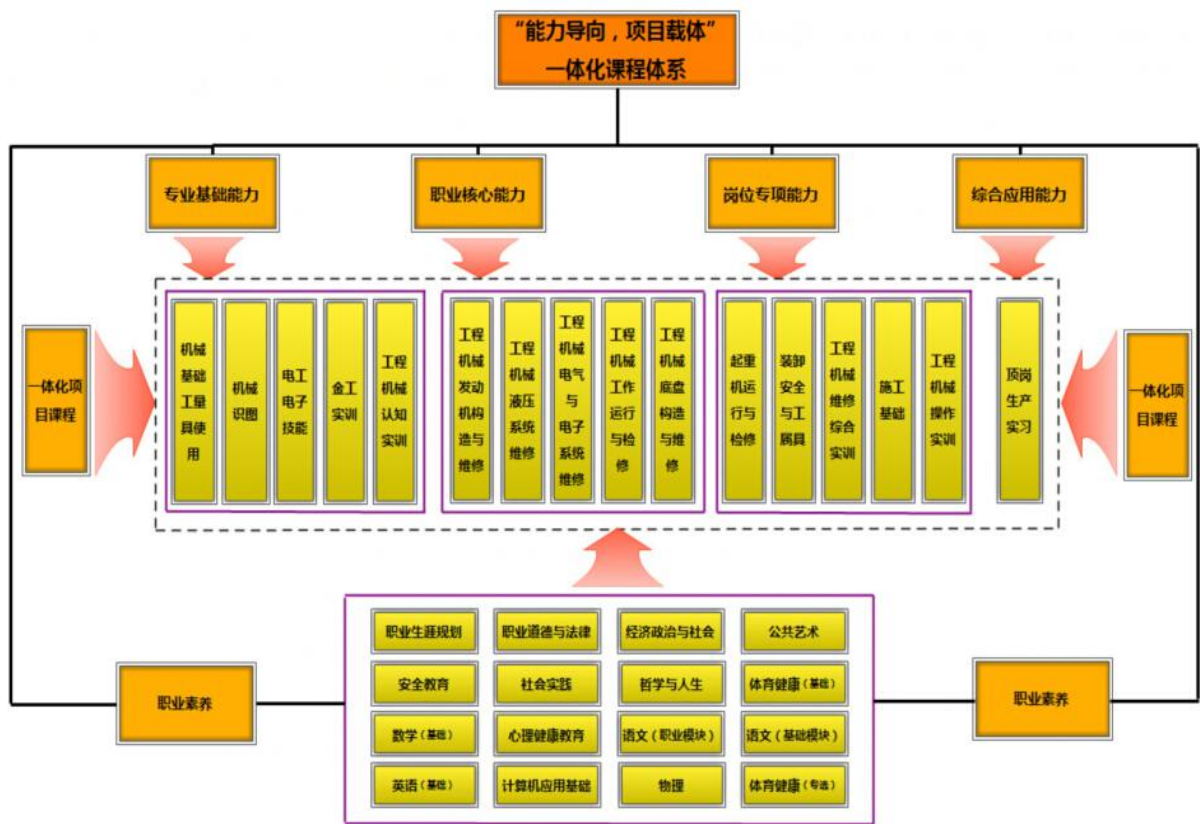 “能力导向，项目载体”
一体化课程体系
专业基础能力
职业核心能力
岗位专项能力
综合应用能力
一体化项
目课程
机械
基础
工量
具使
用
机械
识图
电工
电子
技能
金工
实训
工程
机械
认知
实训
工程
机械
发动
机构
造与
维修
工程
机械
液压
系统
维修
工程
机械
电气
与
电子
系统
维修
工程
机械
工作
运行
与检
修
工程
机械
底盘
构造
与维
修
起重
机运
行与
检修
装卸
安全
与工
属具
工程
机械
维修
综合
实训
施工
基础
工程
机械
操作
实训
顶岗
生产
实习
一体化项
目课程
职业生涯规划
职业道德与法律
经济政治与社会
公共艺术
安全教育
社会实践
哲学与人生
体育健康（基础）
数学（基础）
心理健康教育
语文（职业模块）
语文（基础模块）
英语（基础）
计算机应用基础
物理
体育健康（专选）
职业素养
职业素养